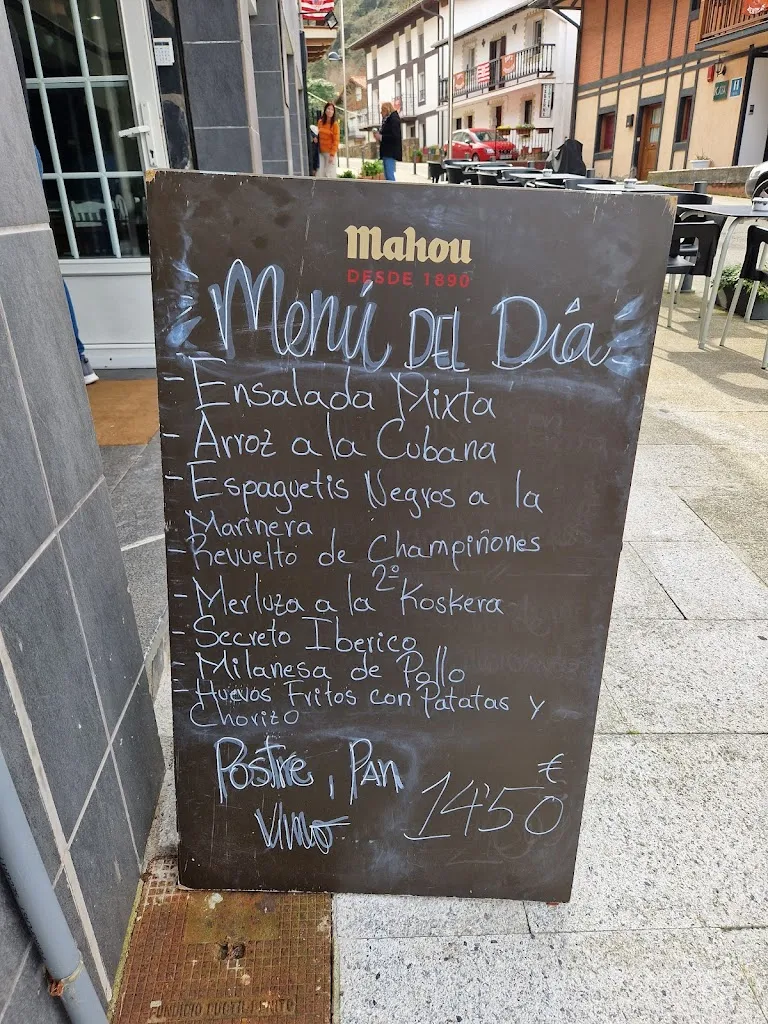 mahou
DESDE 1890
Menú DEL Día
- Ensalada Mixta
- Arroz a la Cubana
- Espaguetis Negros a la
Marinera
- Revuelto de Champiñones
2º
- Merluza a la Koskera
- Secreto Iberico
- Milanesa de Pollo
- Huevos Fritos con Patatas y
Chorizo
Postre, Pan
Vino
14'50 €